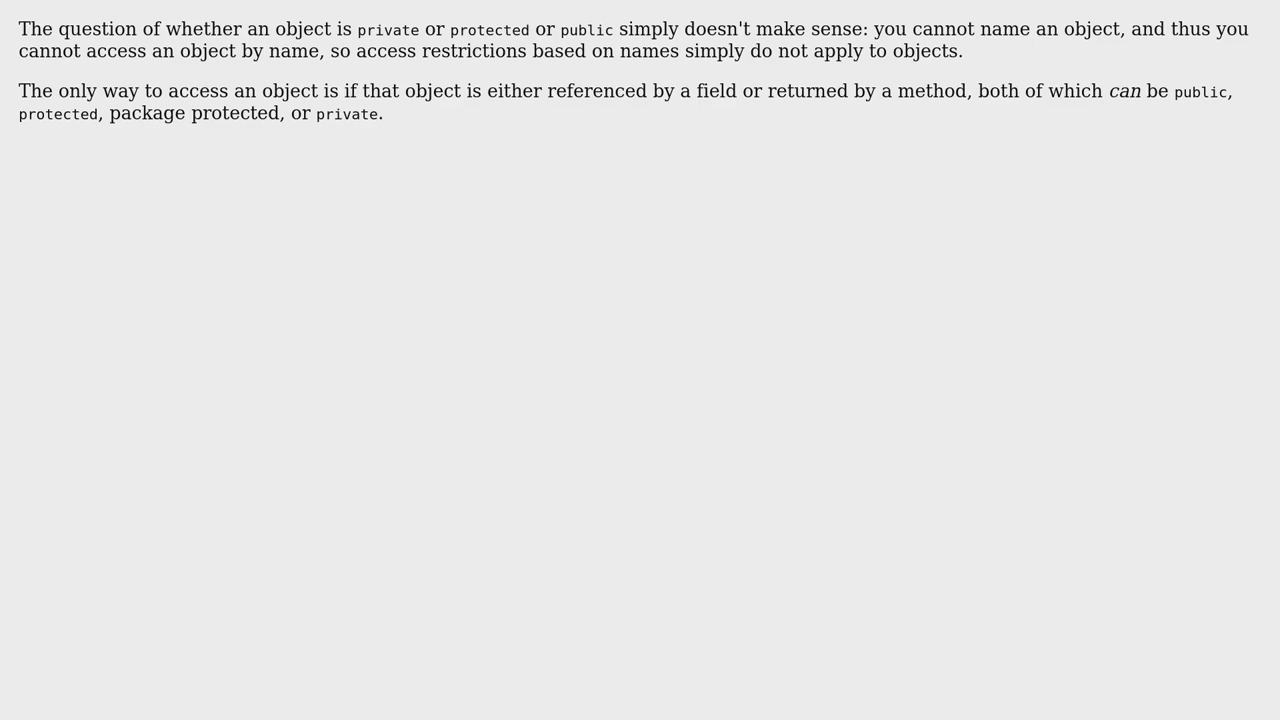 The question of whether an object is private or protected or public simply doesn't make sense: you cannot name an object, and thus you
cannot access an object by name, so access restrictions based on names simply do not apply to objects.
The only way to access an object is if that object is either referenced by a field or returned by a method, both of which can be public,
protected, package protected, or private.